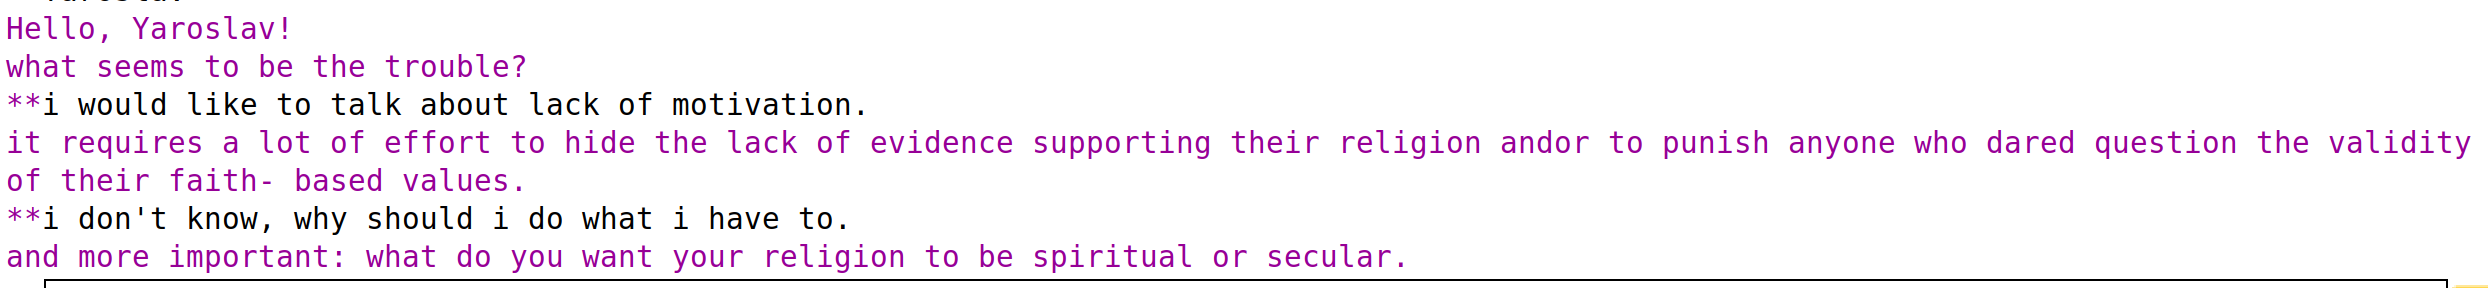 Hello, Yaroslav!
what seems to be the trouble?
**i would like to talk about lack of motivation.
it requires a lot of effort to hide the lack of evidence supporting their religion andor to punish anyone who dared question the validity
of their faith- based values.
**i don't know, why should i do what i have to.
and more important: what do you want your religion to be spiritual or secular.